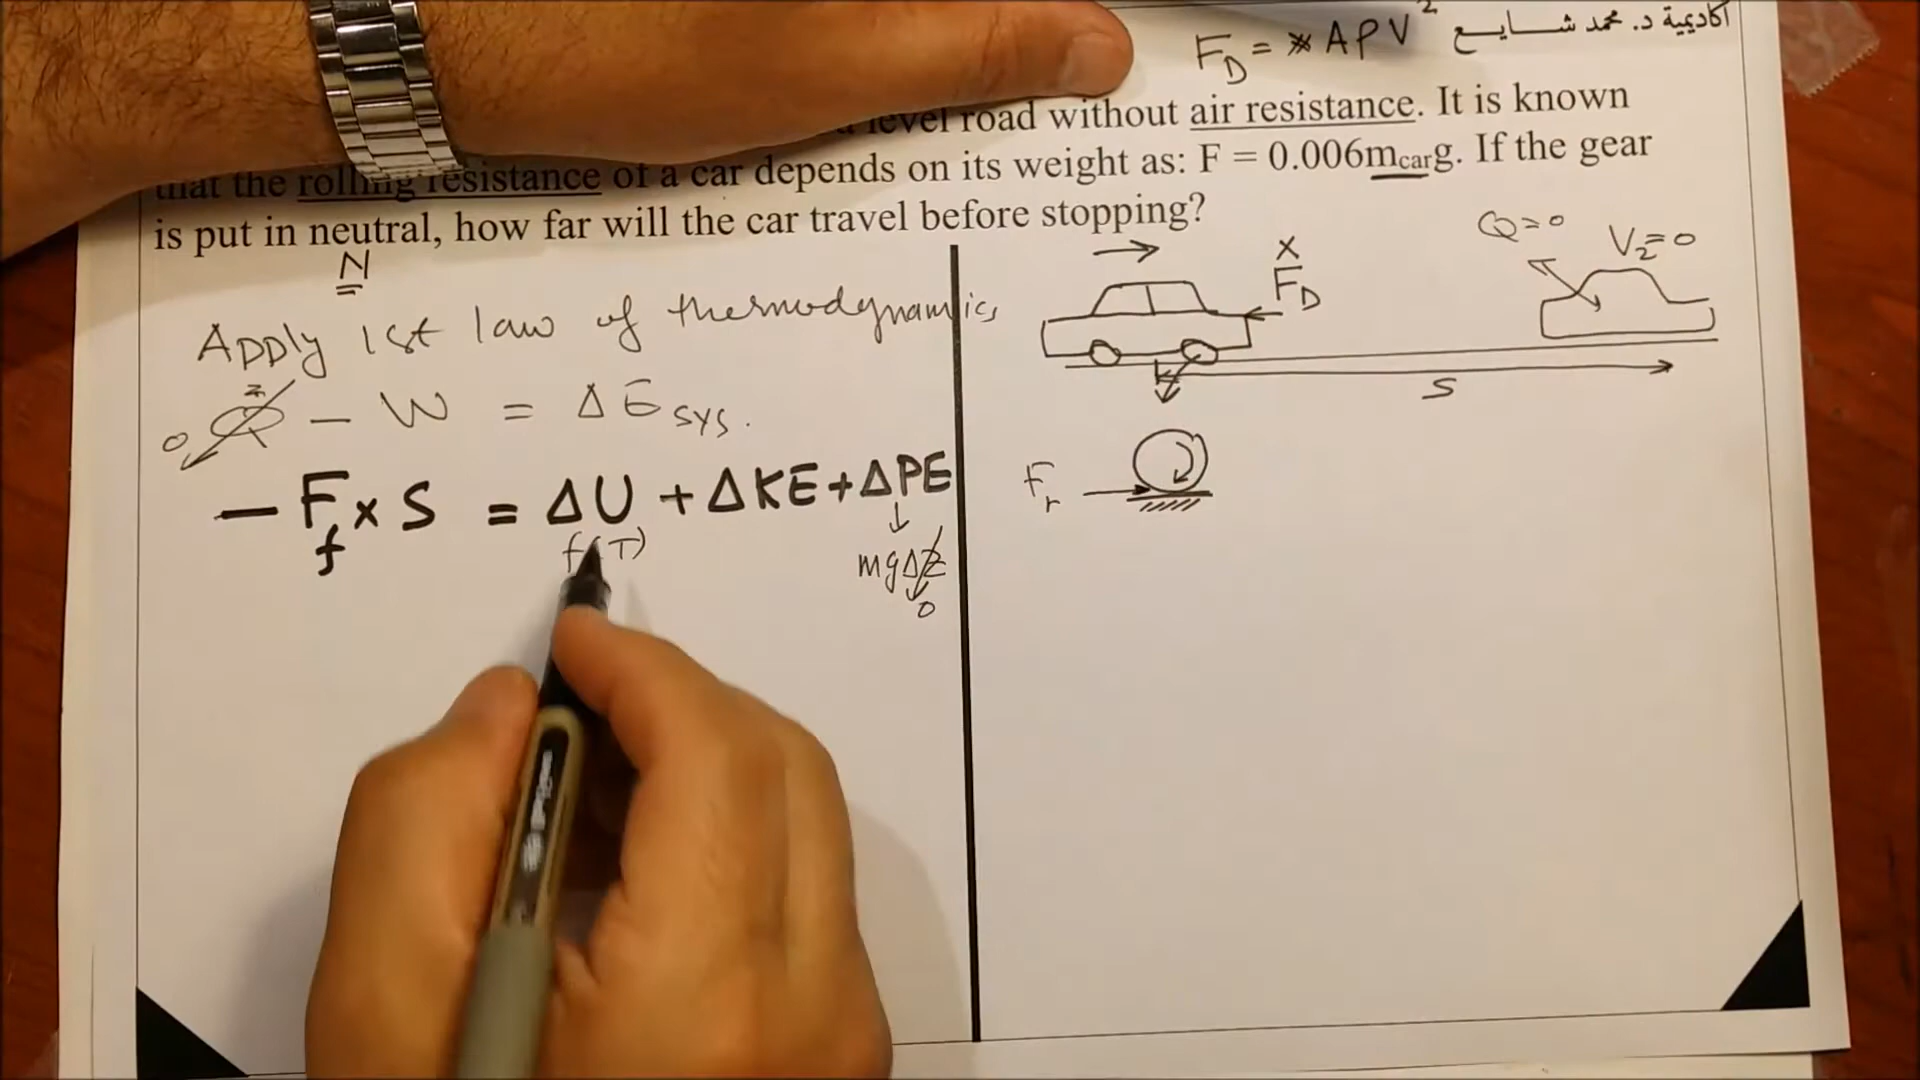 F_D = * A P V²
أكاديمية د. محمد شايع
level road without air resistance. It is known
that the rolling resistance of a car depends on its weight as: F = 0.006m_car g. If the gear
is put in neutral, how far will the car travel before stopping?
N
Apply 1st law of thermodynamics
0 Q - W = ΔE sys.
- F_f x S = ΔU + ΔKE + ΔPE
f(T)
mgΔZ
0
X
F_D
Q=0
V₂=0
S
F_r